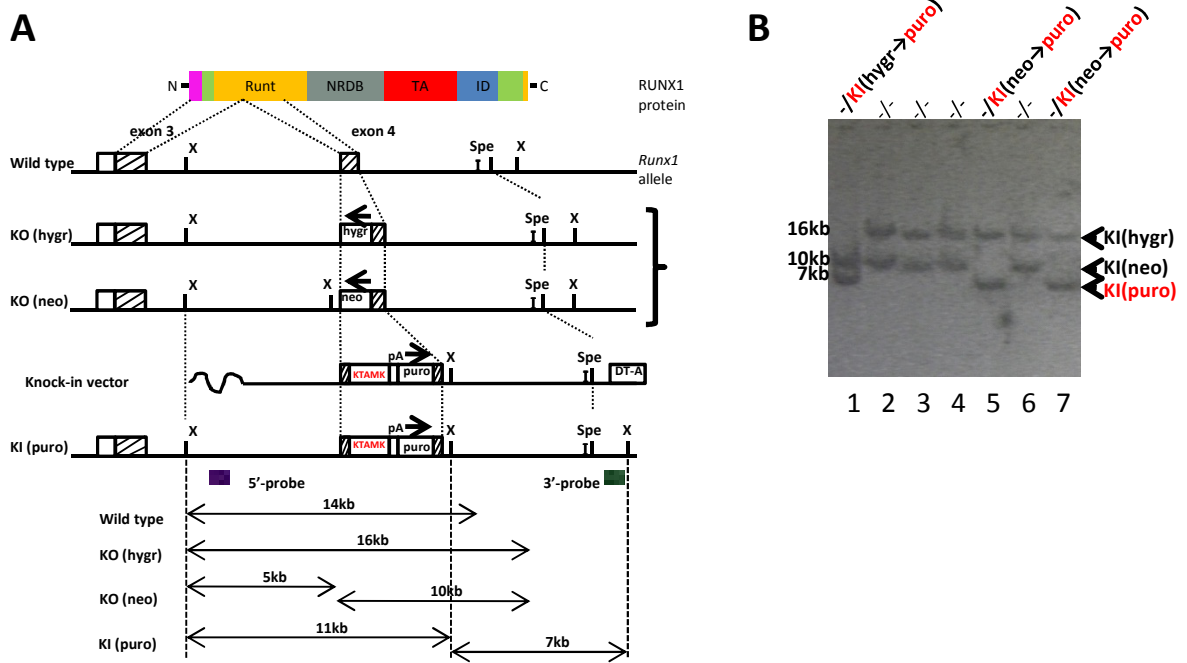 A
N
Runt
NRDB
TA
ID
C
RUNX1
protein
exon 3
exon 4
Wild type
X
Spe
I
X
Runx1
allele
KO (hygr)
X
hygr
Spe
I
X
KO (neo)
X
X
neo
Spe
I
X
Knock-in vector
KTAMK
pA
puro
X
Spe
I
DT-A
KI (puro)
X
KTAMK
pA
puro
X
Spe
I
X
5'-probe
3'-probe
Wild type
14kb
KO (hygr)
16kb
KO (neo)
5kb
10kb
KI (puro)
11kb
7kb
B
-/KI(hygr→puro)
-/-
-/-
-/-
-/KI(neo→puro)
-/-
-/KI(neo→puro)
16kb
10kb
7kb
KI(hygr)
KI(neo)
KI(puro)
1 2 3 4 5 6 7